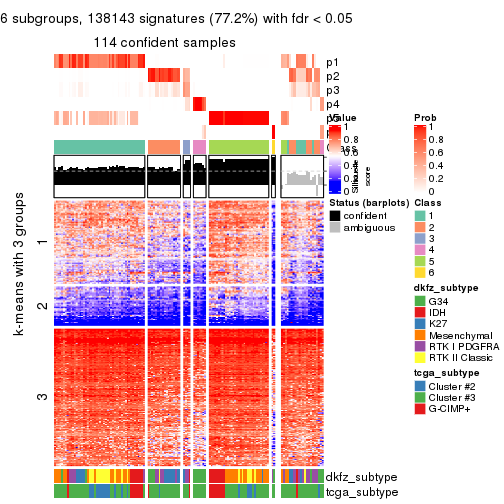 6 subgroups, 138143 signatures (77.2%) with fdr < 0.05
114 confident samples
p1
p2
p3
p4
Value
1
0.8
0.6
0.4
0.2
0
Silhouette
score
Prob
1
0.8
0.6
0.4
0.2
0
Status (barplots)
confident
ambiguous
Class
1
2
3
4
5
6
dkfz_subtype
G34
IDH
K27
Mesenchymal
RTK I PDGFRA
RTK II Classic
tcga_subtype
Cluster #2
Cluster #3
G-CIMP+
k-means with 3 groups
1
2
3
dkfz_subtype
tcga_subtype